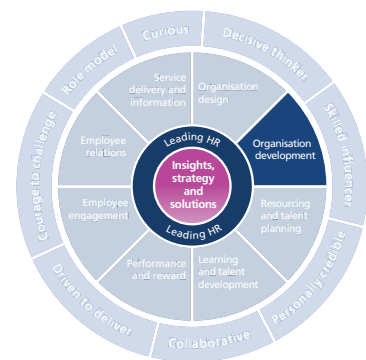 Curious
Decisive thinker
Skilled influencer
Personally credible
Collaborative
Driven to deliver
Courage to challenge
Role model
Service
delivery and
information
Organisation
design
Organisation
development
Resourcing
and talent
planning
Learning
and talent
development
Performance
and reward
Employee
engagement
Employee
relations
Leading HR
Insights,
strategy
and
solutions
Leading HR